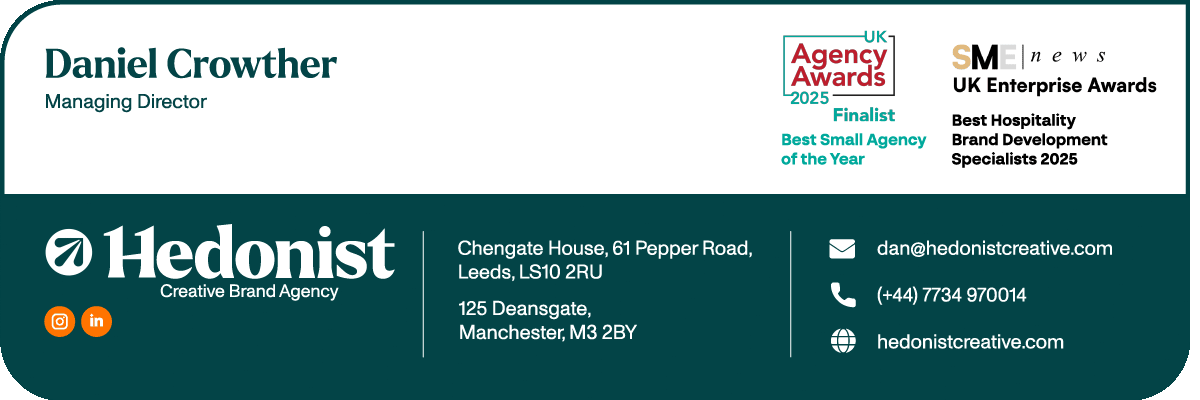 Daniel Crowther
Managing Director
UK
Agency
Awards
2025
Finalist
Best Small Agency
of the Year
SME news
UK Enterprise Awards
Best Hospitality
Brand Development
Specialists 2025
Hedonist
Creative Brand Agency
in
Chengate House, 61 Pepper Road,
Leeds, LS10 2RU
125 Deansgate,
Manchester, M3 2BY
dan@hedonistcreative.com
(+44) 7734 970014
hedonistcreative.com